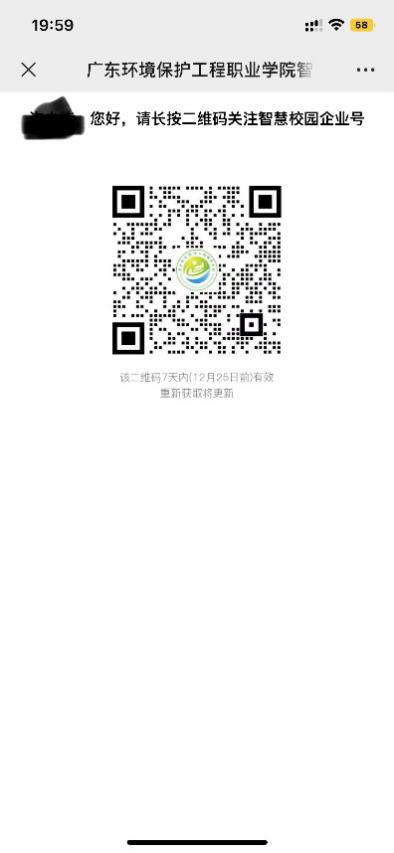 19:59
58
广东环境保护工程职业学院智
您好，请长按二维码关注智慧校园企业号
该二维码7天内(12月25日前)有效
重新获取将更新